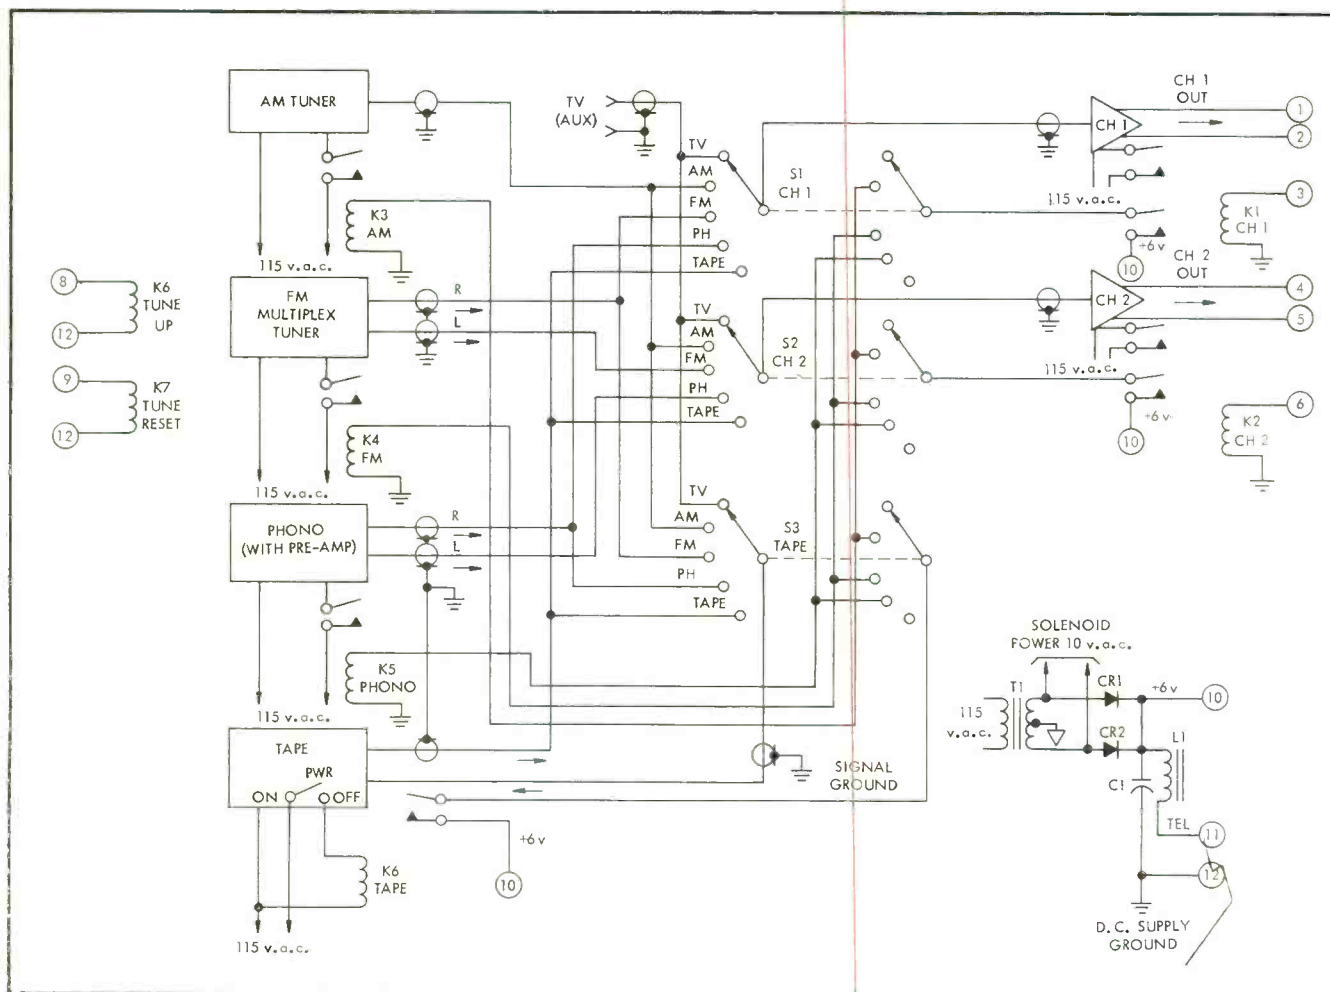 AM TUNER
TV
(AUX)
CH 1
OUT
CH 1
1
2
TV
AM
FM
PH
TAPE
S1
CH 1
115 v.a.c.
+6 v
10
3
K1
CH 1
K3
AM
115 v.a.c.
8
K6
TUNE
UP
12
FM
MULTIPLEX
TUNER
R
L
CH 2
OUT
CH 2
4
5
TV
AM
FM
PH
TAPE
S2
CH 2
115 v.a.c.
+6 v
10
6
K2
CH 2
9
K7
TUNE
RESET
12
K4
FM
115 v.a.c.
PHONO
(WITH PRE-AMP)
R
L
TV
AM
FM
PH
TAPE
S3
TAPE
K5
PHONO
115 v.a.c.
TAPE
PWR
ON
OFF
K6
TAPE
115 v.a.c.
+6 v
10
SIGNAL
GROUND
SOLENOID
POWER 10 v.a.c.
115
v.a.c.
T1
CR1
CR2
+6 v
10
L1
C1
TEL
11
12
D.C. SUPPLY
GROUND